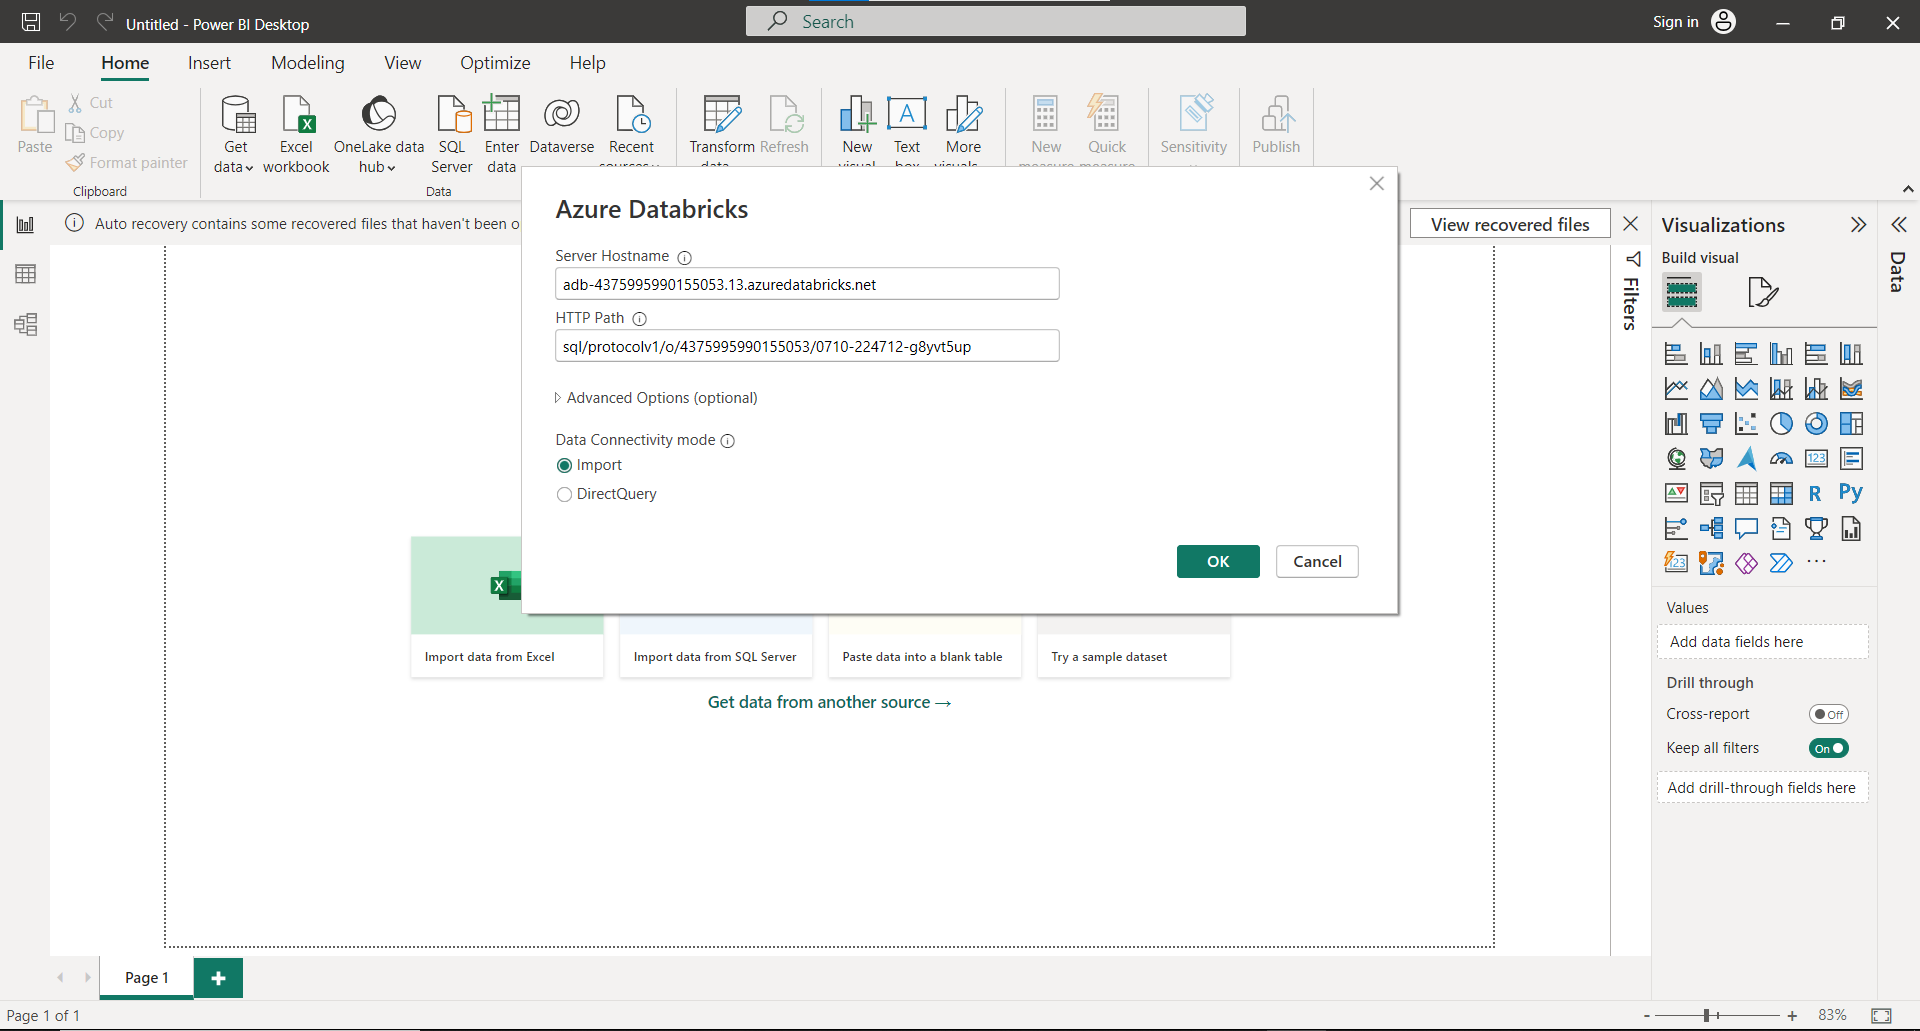 Untitled - Power BI Desktop
Search
Sign in
File
Home
Insert
Modeling
View
Optimize
Help
Paste
Cut
Copy
Format painter
Clipboard
Get data
Excel workbook
OneLake data hub
SQL Server
Enter data
Dataverse
Recent sources
Data
Transform data
Refresh
New visual
Text box
More visuals
New measure
Quick measure
Sensitivity
Publish
Auto recovery contains some recovered files that haven't been o
View recovered files
Azure Databricks
Server Hostname
adb-4375995990155053.13.azuredatabricks.net
HTTP Path
sql/protocolv1/o/4375995990155053/0710-224712-g8yvt5up
Advanced Options (optional)
Data Connectivity mode
Import
DirectQuery
OK
Cancel
Import data from Excel
Import data from SQL Server
Paste data into a blank table
Try a sample dataset
Get data from another source →
Filters
Visualizations
Build visual
123
R
Py
123
Values
Add data fields here
Drill through
Cross-report
Off
Keep all filters
On
Add drill-through fields here
Data
Page 1
Page 1 of 1
83%